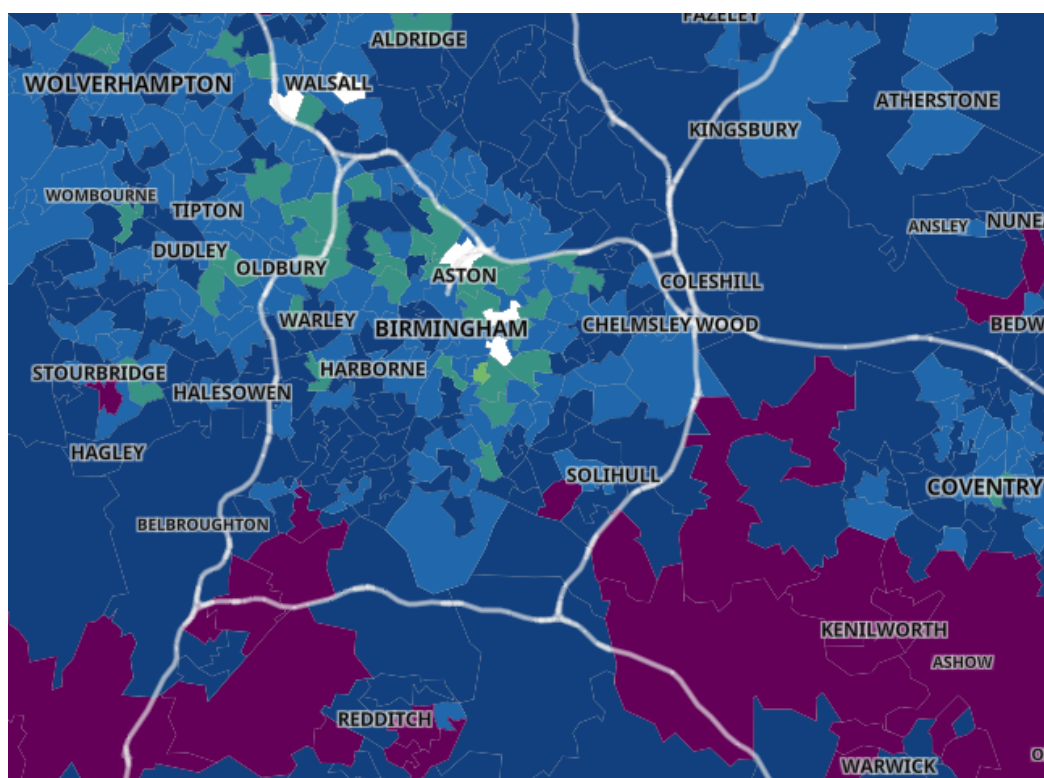 FAZELEY
ALDRIDGE
WOLVERHAMPTON
WALSALL
ATHERSTONE
KINGSBURY
WOMBOURNE
TIPTON
ANSLEY
NUNEA
DUDLEY
OLDBURY
ASTON
COLESHILL
WARLEY
BIRMINGHAM
CHELMSLEY WOOD
BEDW
STOURBRIDGE
HARBORNE
HALESOWEN
HAGLEY
SOLIHULL
COVENTRY
BELBROUGHTON
KENILWORTH
ASHOW
REDDITCH
WARWICK
O